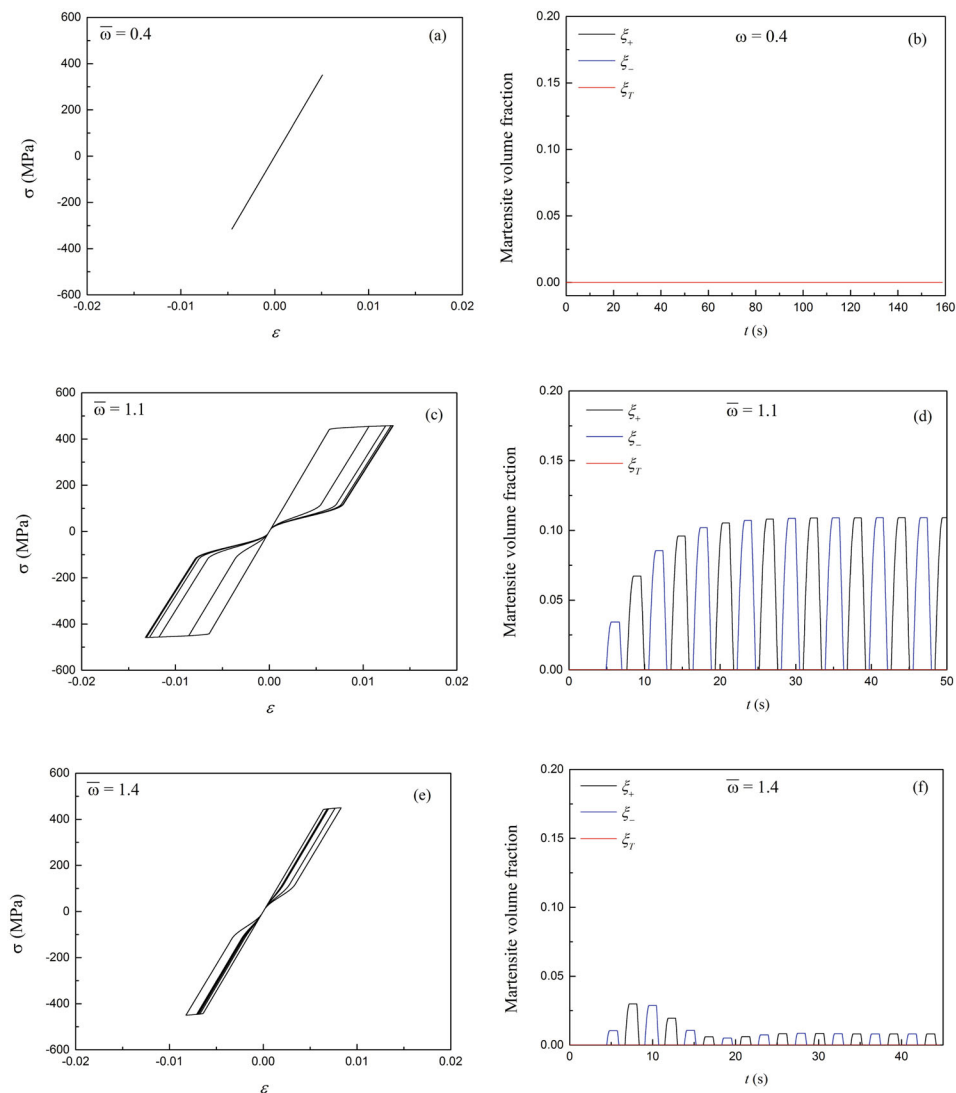 ω̅ = 0.4
(a)
600
400
200
0
-200
-400
-600
σ (MPa)
-0.02 -0.01 0.00 0.01 0.02
ε
(b)
ω = 0.4
ξ+
ξ−
ξT
0.20
0.15
0.10
0.05
0.00
Martensite volume fraction
0 20 40 60 80 100 120 140 160
t (s)
ω̅ = 1.1
(c)
600
400
200
0
-200
-400
-600
σ (MPa)
-0.02 -0.01 0.00 0.01 0.02
ε
ω̅ = 1.1
(d)
ξ+
ξ−
ξT
0.20
0.15
0.10
0.05
0.00
Martensite volume fraction
0 10 20 30 40 50
t (s)
ω̅ = 1.4
(e)
600
400
200
0
-200
-400
-600
σ (MPa)
-0.02 -0.01 0.00 0.01 0.02
ε
ω̅ = 1.4
(f)
ξ+
ξ−
ξT
0.20
0.15
0.10
0.05
0.00
Martensite volume fraction
0 10 20 30 40
t (s)